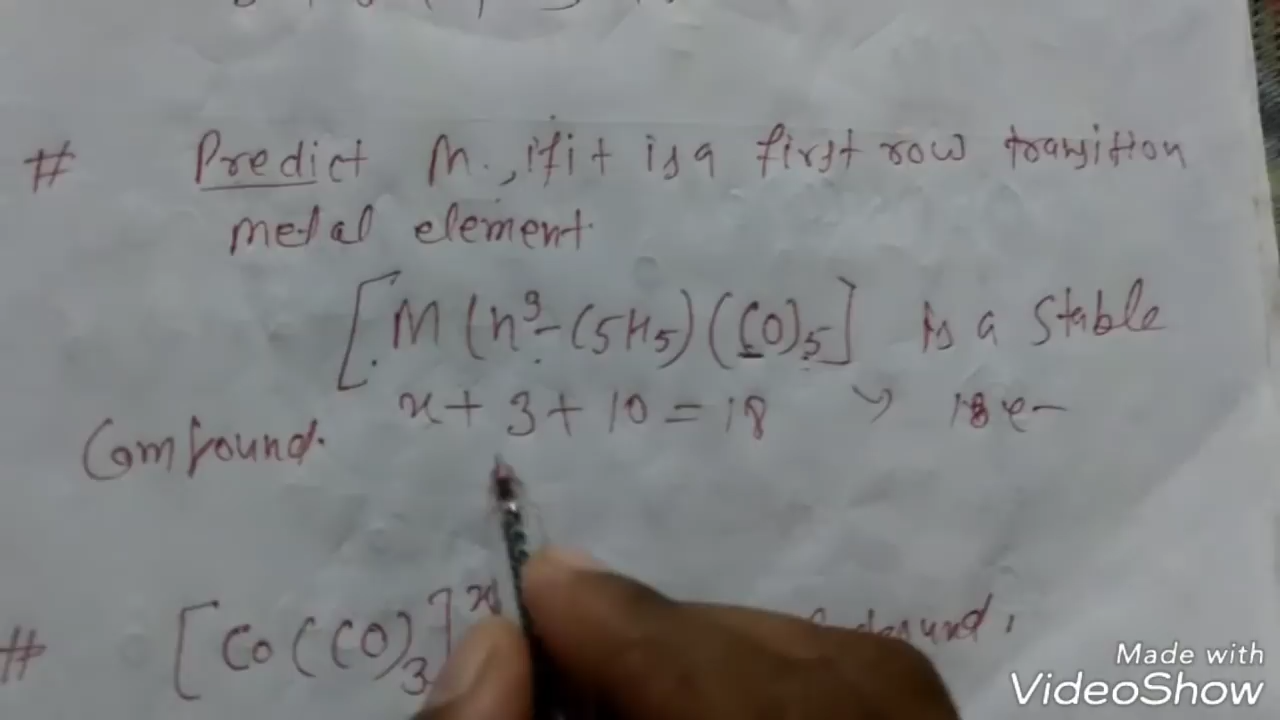 # Predict M., if it is a first row transition
metal element.
[M(η³-C5H5)(CO)5] is a stable
x + 3 + 10 = 18 → 18e-
Compound.
# [Co(CO)3]x
Made with
VideoShow